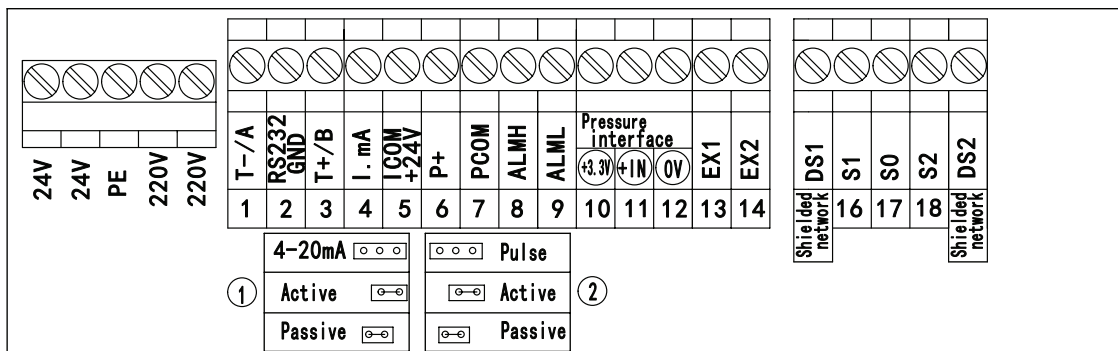 24V
24V
PE
220V
220V
T-/A
RS232 GND
T+/B
I.mA
ICOM +24V
P+
PCOM
ALMH
ALML
Pressure
interface
+3.3V +IN 0V
EX1
EX2
1 2 3 4 5 6 7 8 9 10 11 12 13 14
DS1
S1
S0
S2
DS2
Shielded network
16 17 18
Shielded network
4-20mA
Pulse
1
Active
Active
2
Passive
Passive